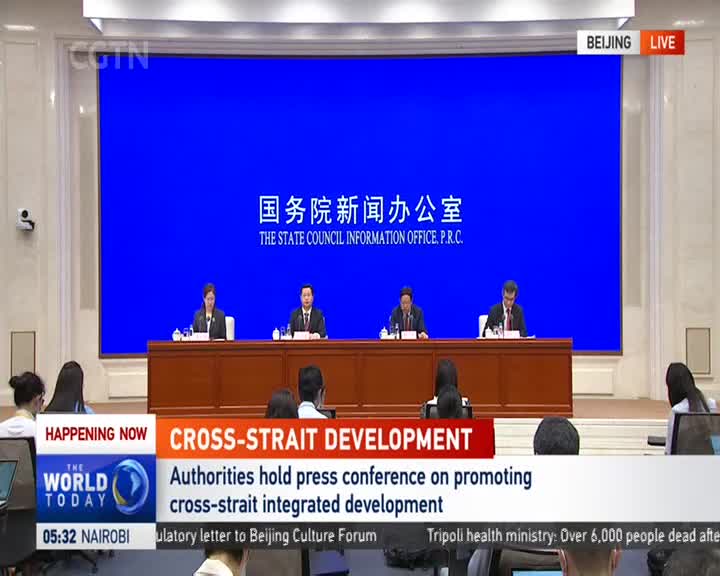 CGTN
BEIJING LIVE
国务院新闻办公室
THE STATE COUNCIL INFORMATION OFFICE, P.R.C.
HAPPENING NOW
CROSS-STRAIT DEVELOPMENT
THE WORLD TODAY
Authorities hold press conference on promoting
cross-strait integrated development
05:32 NAIROBI
ulatory letter to Beijing Culture Forum Tripoli health ministry: Over 6,000 people dead afte